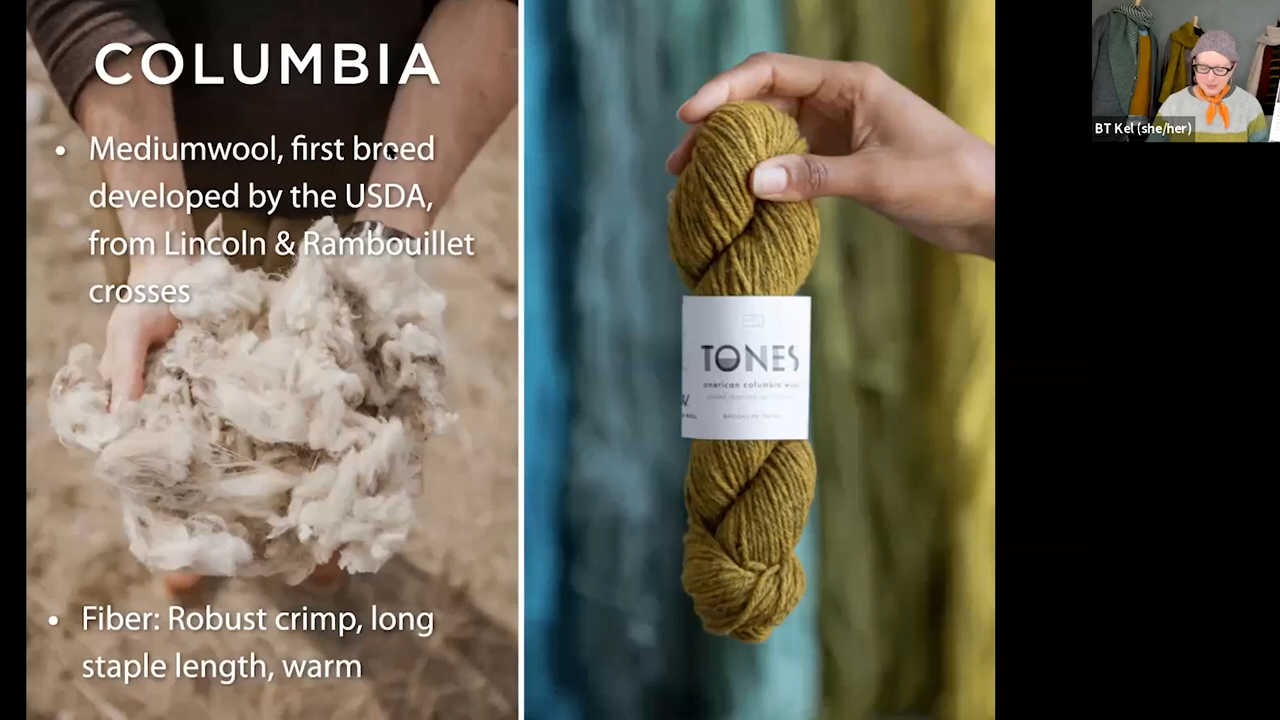 COLUMBIA
• Mediumwool, first breed
developed by the USDA,
from Lincoln & Rambouillet
crosses
• Fiber: Robust crimp, long
staple length, warm
TONES
american columbia
BROOKLYN
BT Kel (she/her)